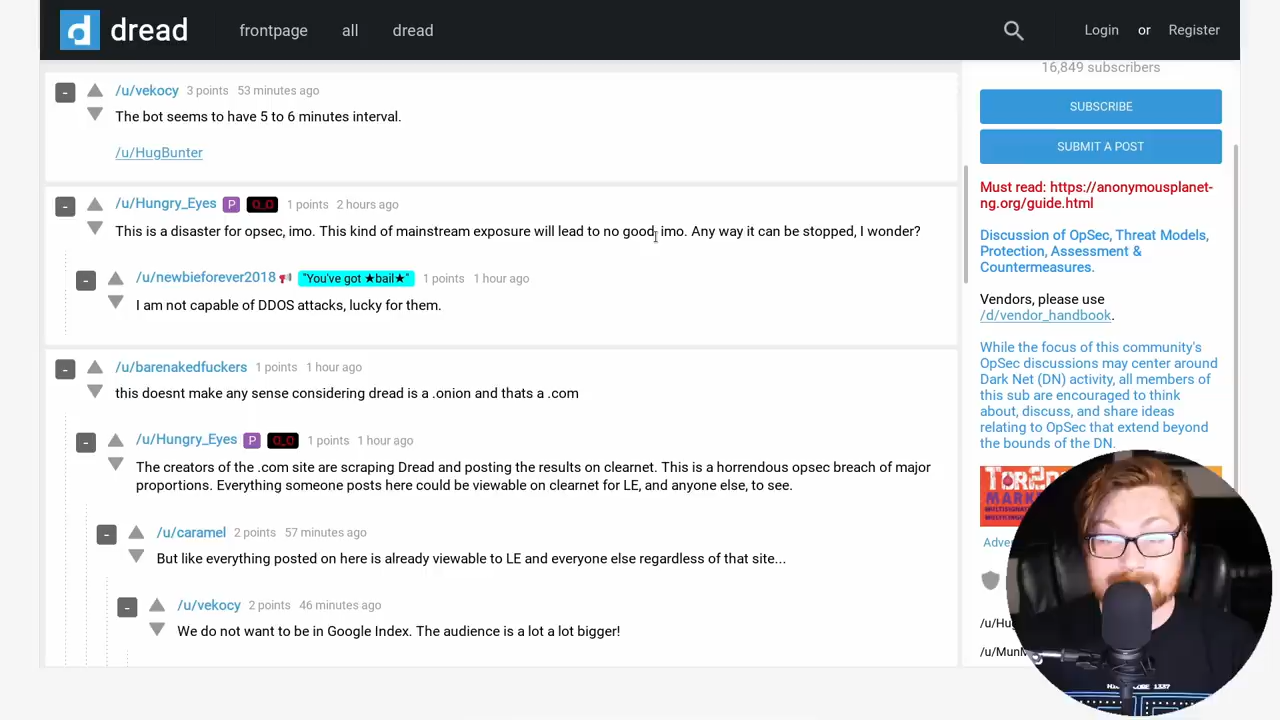 dread
frontpage all dread
Login or Register
/u/vekocy 3 points 53 minutes ago
The bot seems to have 5 to 6 minutes interval.
/u/HugBunter
/u/Hungry_Eyes P 0_0 1 points 2 hours ago
This is a disaster for opsec, imo. This kind of mainstream exposure will lead to no good, imo. Any way it can be stopped, I wonder?
/u/newbieforever2018 "You've got ★bail★" 1 points 1 hour ago
I am not capable of DDOS attacks, lucky for them.
/u/barenakedfuckers 1 points 1 hour ago
this doesnt make any sense considering dread is a .onion and thats a .com
/u/Hungry_Eyes P 0_0 1 points 1 hour ago
The creators of the .com site are scraping Dread and posting the results on clearnet. This is a horrendous opsec breach of major
proportions. Everything someone posts here could be viewable on clearnet for LE, and anyone else, to see.
/u/caramel 2 points 57 minutes ago
But like everything posted on here is already viewable to LE and everyone else regardless of that site...
/u/vekocy 2 points 46 minutes ago
We do not want to be in Google Index. The audience is a lot a lot bigger!
16,849 subscribers
SUBSCRIBE
SUBMIT A POST
Must read: https://anonymousplanet-
ng.org/guide.html
Discussion of OpSec, Threat Models,
Protection, Assessment &
Countermeasures.
Vendors, please use
/d/vendor_handbook.
While the focus of this community's
OpSec discussions may center around
Dark Net (DN) activity, all members of
this sub are encouraged to think
about, discuss, and share ideas
relating to OpSec that extend beyond
the bounds of the DN.